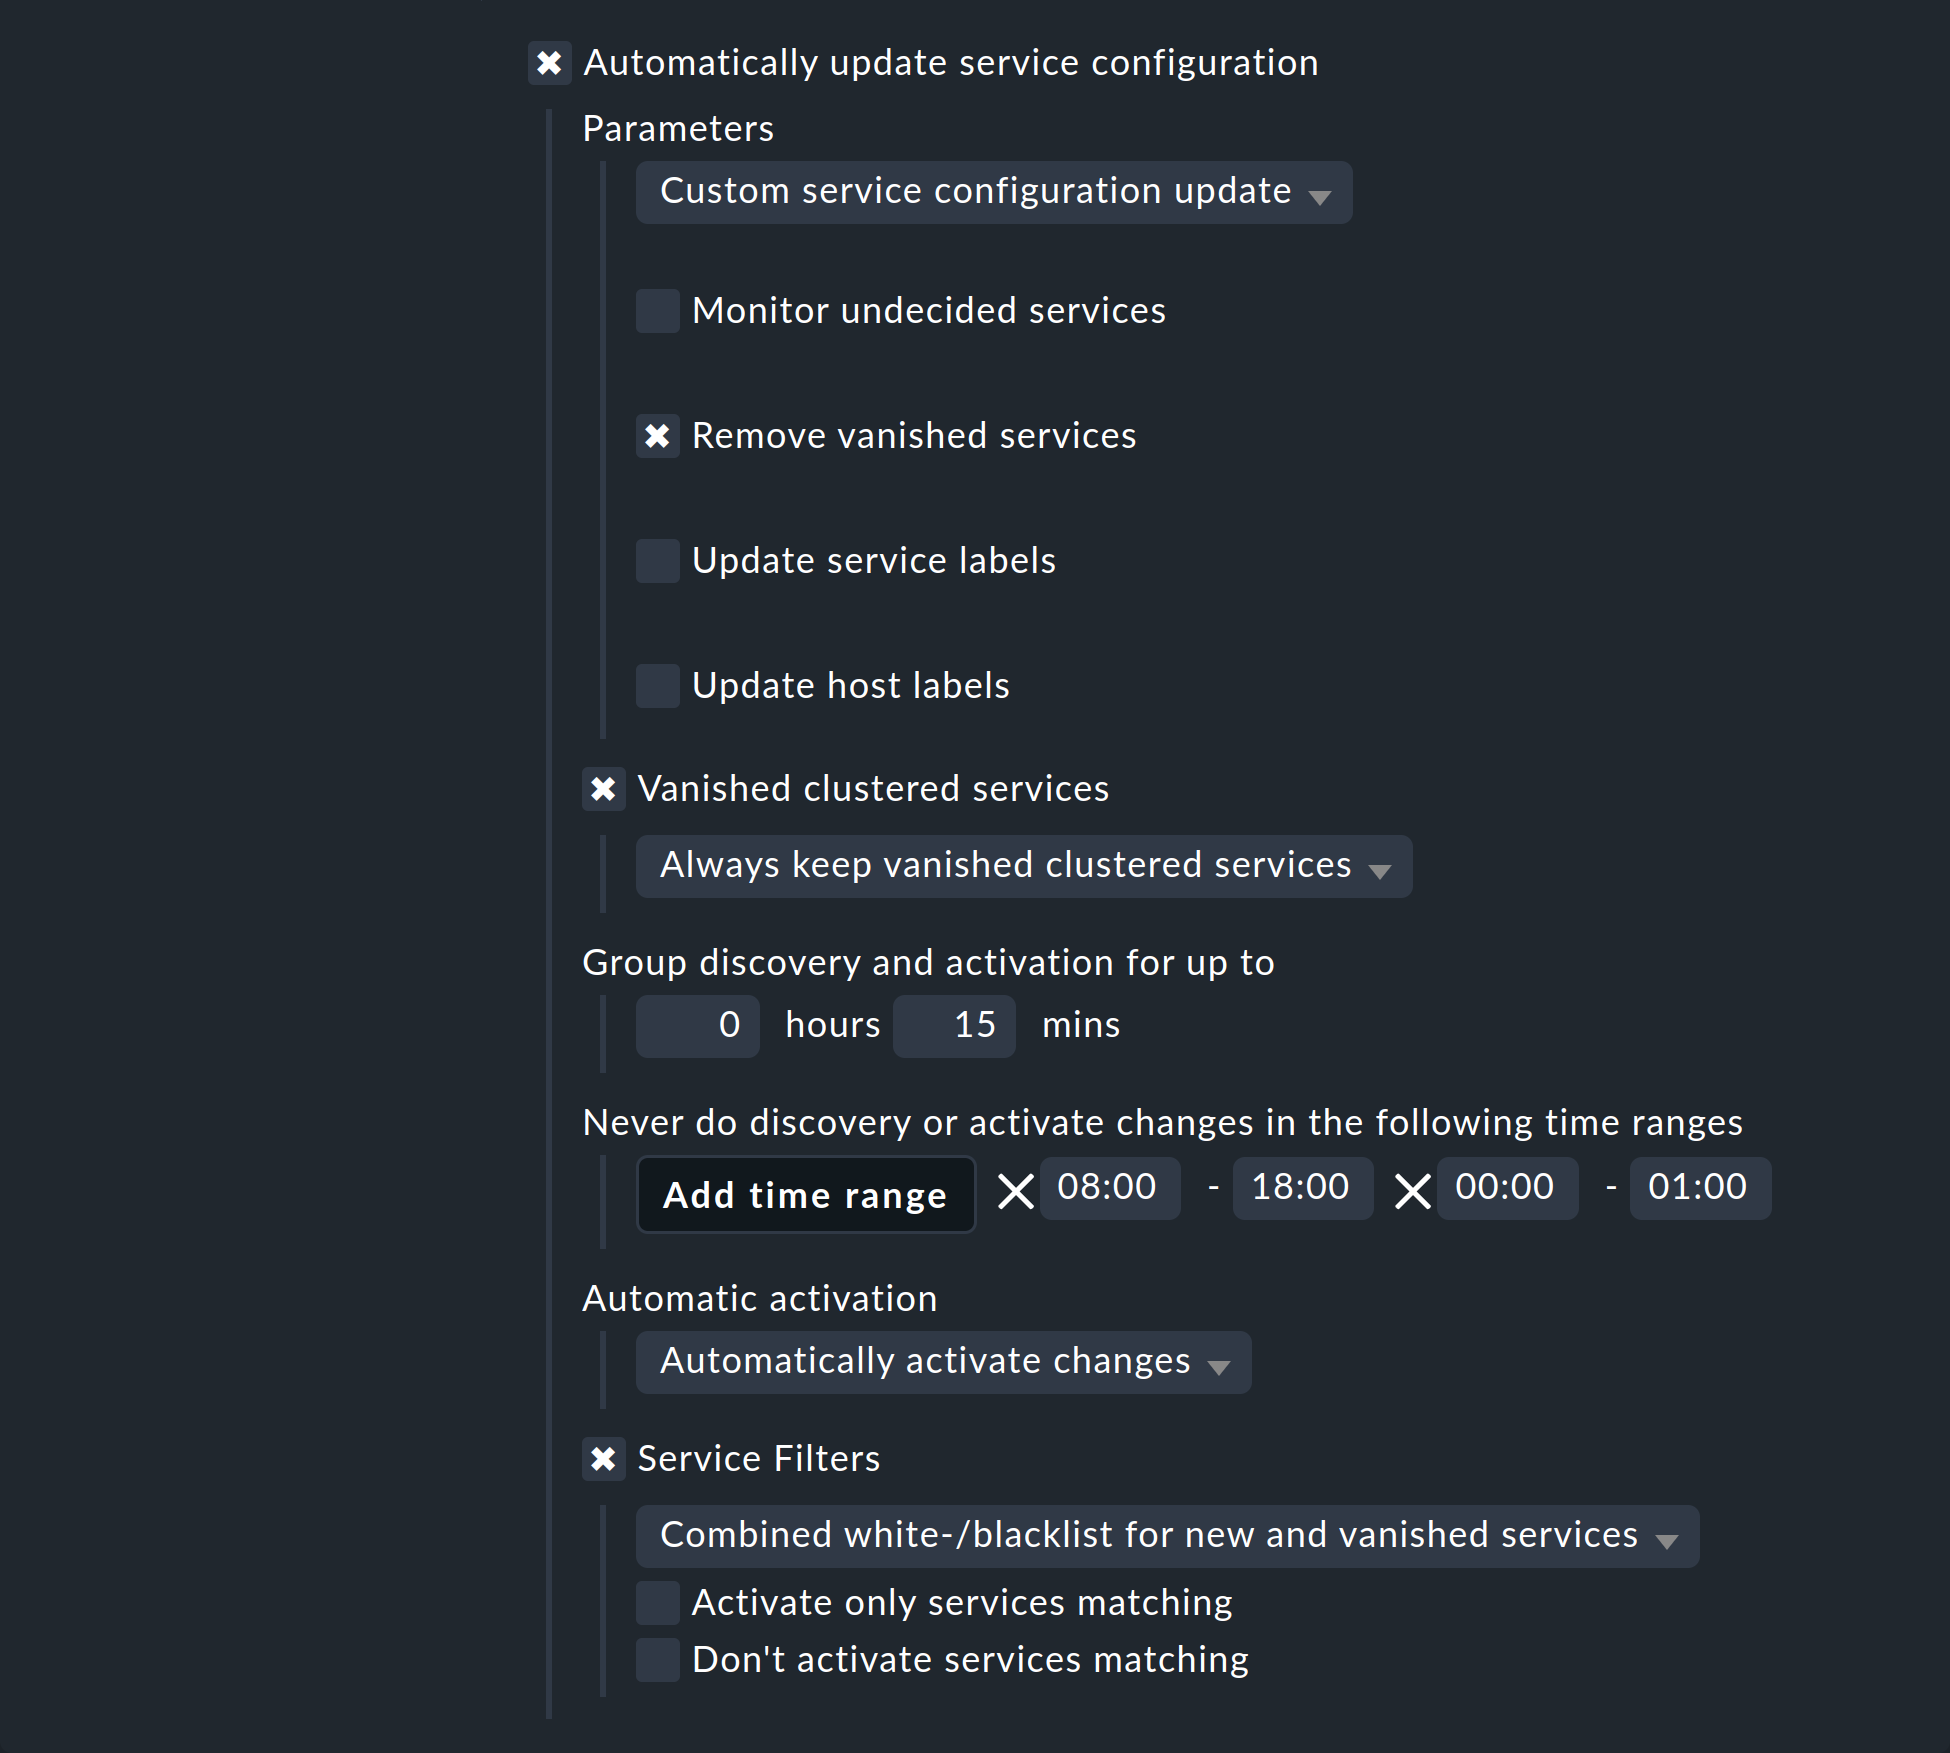 Automatically update service configuration
Parameters
Custom service configuration update
Monitor undecided services
Remove vanished services
Update service labels
Update host labels
Vanished clustered services
Always keep vanished clustered services
Group discovery and activation for up to
0 hours 15 mins
Never do discovery or activate changes in the following time ranges
Add time range 08:00 - 18:00 00:00 - 01:00
Automatic activation
Automatically activate changes
Service Filters
Combined white-/blacklist for new and vanished services
Activate only services matching
Don't activate services matching